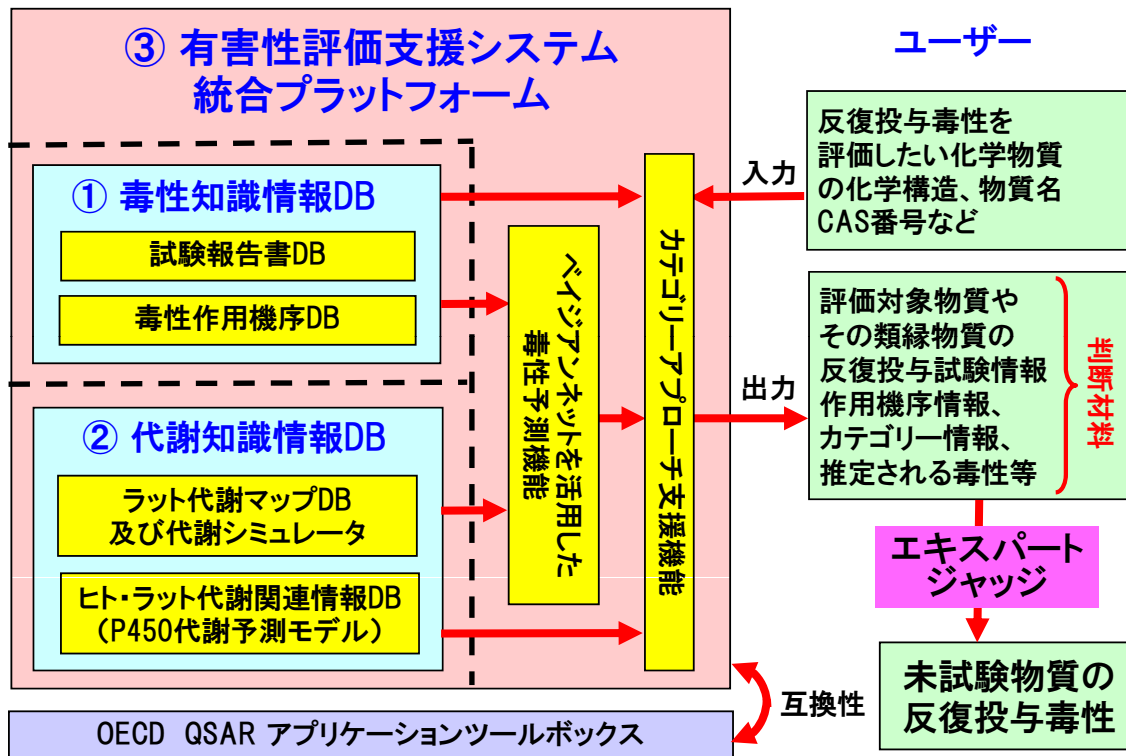 ③ 有害性評価支援システム
統合プラットフォーム
① 毒性知識情報DB
試験報告書DB
毒性作用機序DB
② 代謝知識情報DB
ラット代謝マップDB
及び代謝シミュレータ
ヒト・ラット代謝関連情報DB
（P450代謝予測モデル）
ベイジアンネットを活用した
毒性予測機能
カテゴリーアプローチ支援機能
ユーザー
入力
反復投与毒性を
評価したい化学物質
の化学構造、物質名
CAS番号など
出力
評価対象物質や
その類縁物質の
反復投与試験情報
作用機序情報、
カテゴリー情報、
推定される毒性等
判断材料
エキスパート
ジャッジ
未試験物質の
反復投与毒性
互換性
OECD QSAR アプリケーションツールボックス